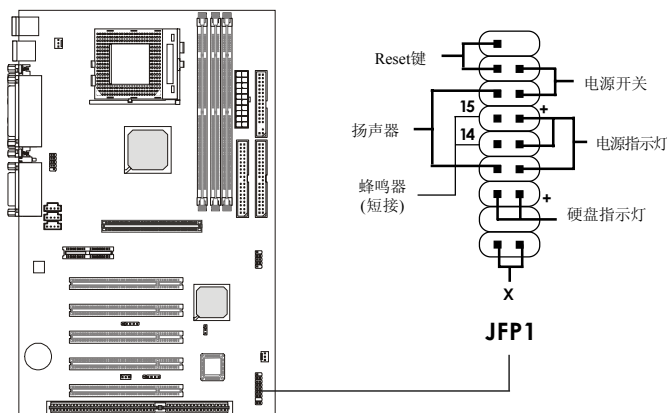 Reset键
电源开关
扬声器
15
+
14
电源指示灯
蜂鸣器
(短接)
+
硬盘指示灯
X
JFP1